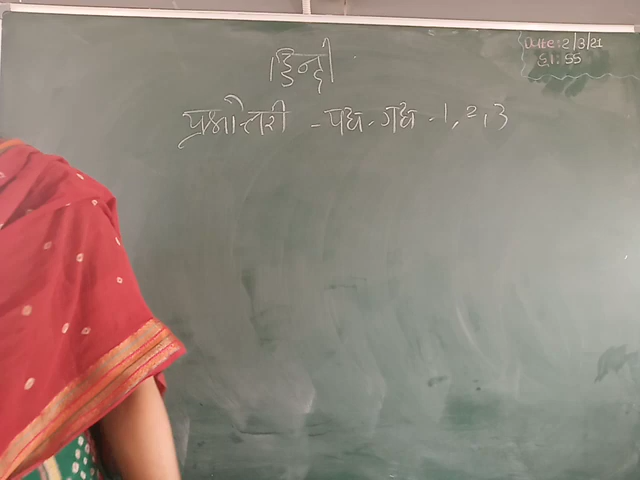 हिन्दी
प्रश्नोत्तरी - पद्य - गद्य - 1, 2, 3
Date: 2/3/21